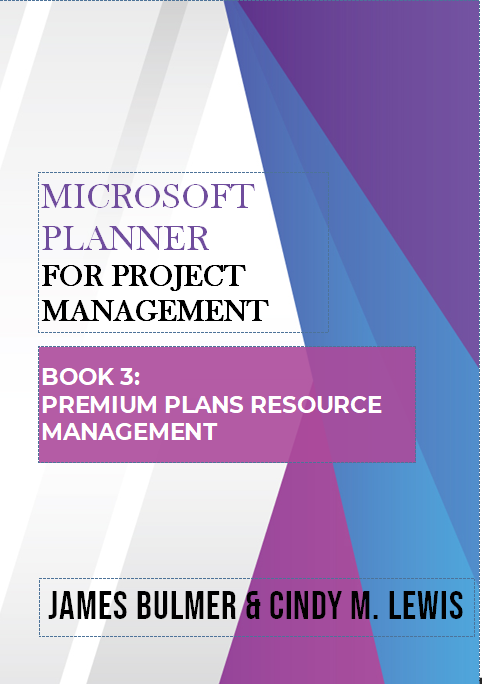 MICROSOFT
PLANNER
FOR PROJECT
MANAGEMENT
BOOK 3:
PREMIUM PLANS RESOURCE
MANAGEMENT
JAMES BULMER & CINDY M. LEWIS